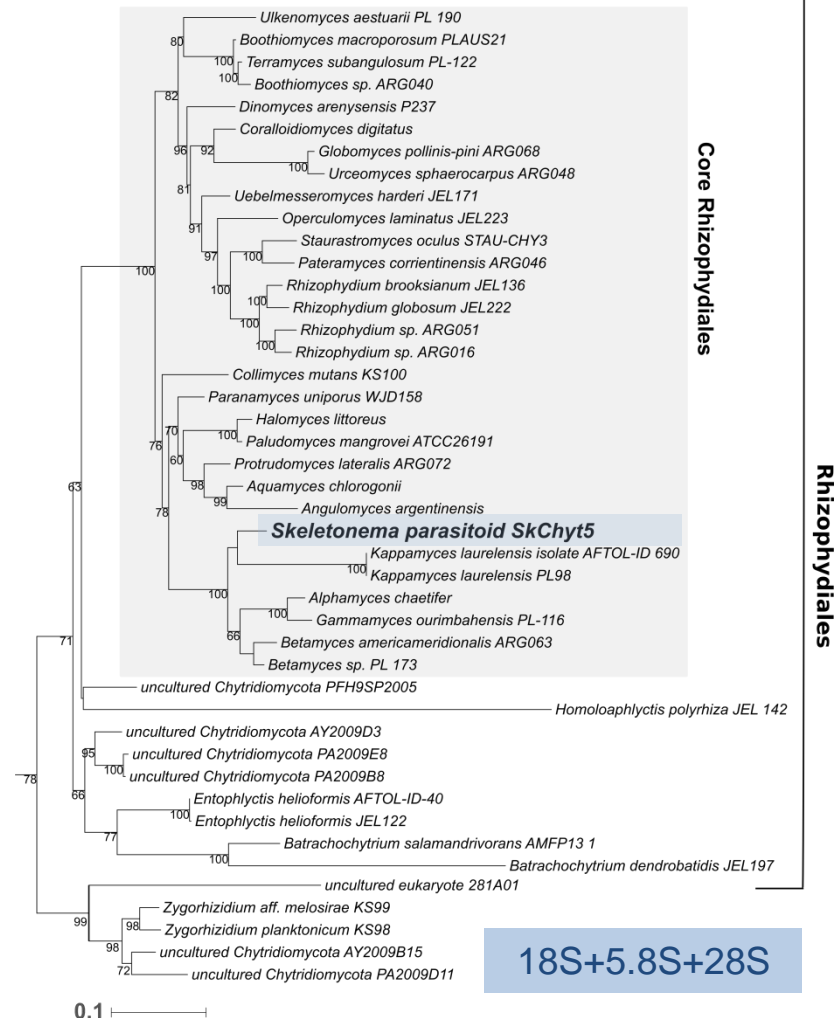 Ulkenomyces aestuarii PL 190
80
Boothiomyces macroporosum PLAUS21
100
Terramyces subangulosum PL-122
100
Boothiomyces sp. ARG040
82
Dinomyces arenysensis P237
Coralloidiomyces digitatus
96
92
Globomyces pollinis-pini ARG068
100
Urceomyces sphaerocarpus ARG048
81
Uebelmesseromyces harderi JEL171
Operculomyces laminatus JEL223
91
Staurastromyces oculus STAU-CHY3
97
100
Pateramyces corrientinensis ARG046
100
Rhizophydium brooksianum JEL136
100
Rhizophydium globosum JEL222
100
Rhizophydium sp. ARG051
100
Rhizophydium sp. ARG016
Core Rhizophydiales
100
Collimyces mutans KS100
Paranamyces uniporus WJD158
Halomyces littoreus
70
100
Paludomyces mangrovei ATCC26191
76
60
Protrudomyces lateralis ARG072
98
Aquamyces chlorogonii
99
Angulomyces argentinensis
63
78
Skeletonema parasitoid SkChyt5
Kappamyces laurelensis isolate AFTOL-ID 690
100
Kappamyces laurelensis PL98
100
Alphamyces chaetifer
100
Gammamyces ourimbahensis PL-116
66
Betamyces americameridionalis ARG063
Betamyces sp. PL 173
Rhizophydiales
71
uncultured Chytridiomycota PFH9SP2005
Homoloaphlyctis polyrhiza JEL 142
uncultured Chytridiomycota AY2009D3
95
uncultured Chytridiomycota PA2009E8
100
uncultured Chytridiomycota PA2009B8
78
66
Entophlyctis helioformis AFTOL-ID-40
100
Entophlyctis helioformis JEL122
77
Batrachochytrium salamandrivorans AMFP13 1
100
Batrachochytrium dendrobatidis JEL197
uncultured eukaryote 281A01
99
Zygorhizidium aff. melosirae KS99
98
Zygorhizidium planktonicum KS98
98
uncultured Chytridiomycota AY2009B15
72
uncultured Chytridiomycota PA2009D11
18S+5.8S+28S
0.1